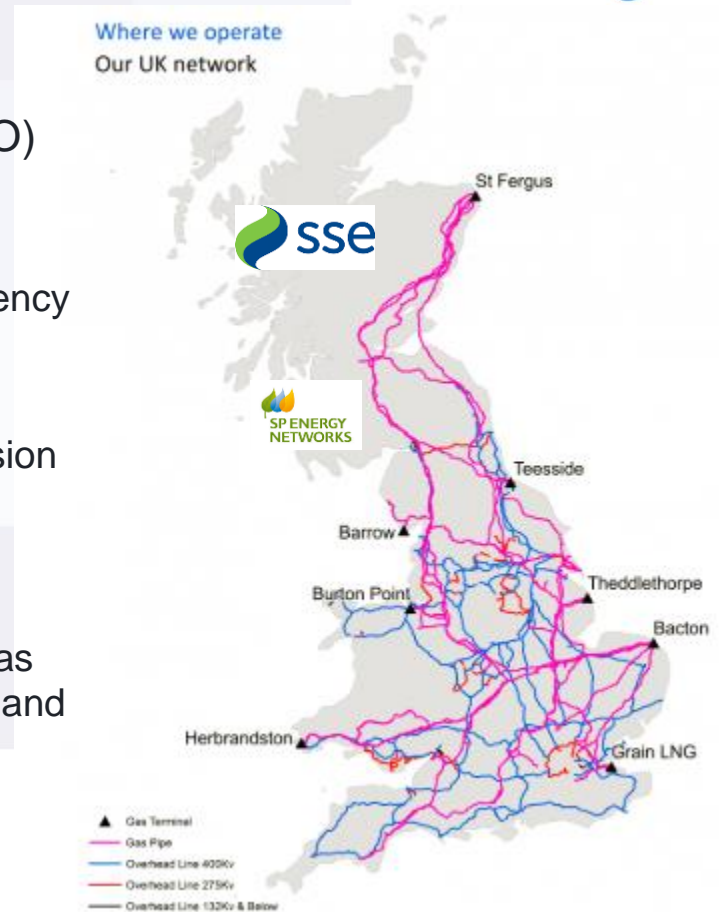 Where we operate
Our UK network
O)
ency
sion
as
and
St Fergus
sse
SP ENERGY
NETWORKS
Teesside
Barrow
Theddlethorpe
Burton Point
Bacton
Herbrandston
Grain LNG
Gas Terminal
Gas Pipe
Overhead Line 400Kv
Overhead Line 275Kv
Overhead Line 132Kv & Below